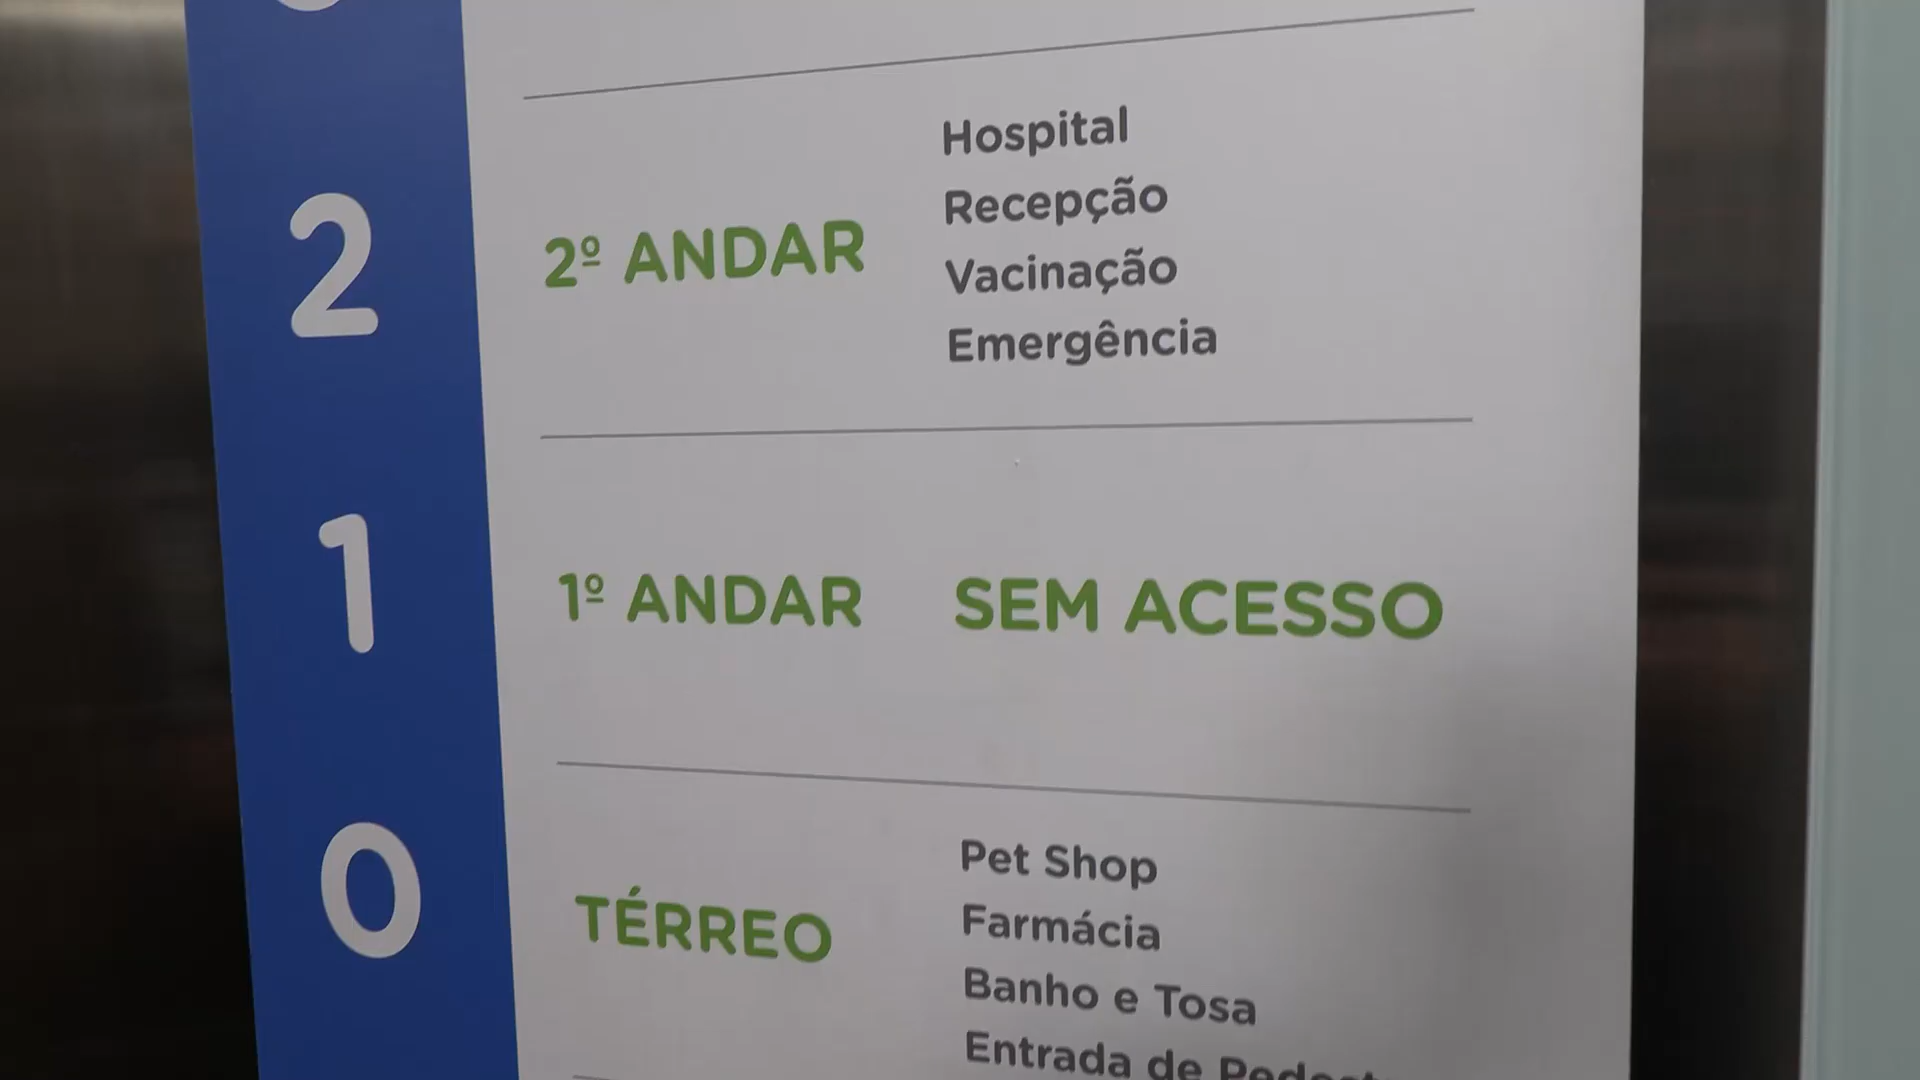 2
2º ANDAR
Hospital
Recepção
Vacinação
Emergência
1
1º ANDAR
SEM ACESSO
0
TÉRREO
Pet Shop
Farmácia
Banho e Tosa
Entrada de